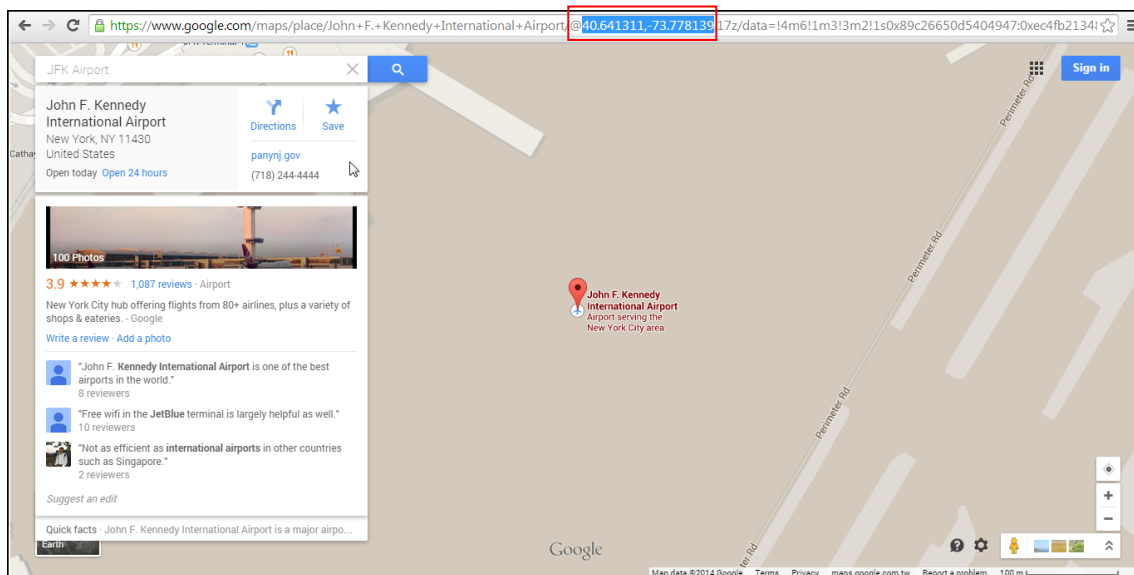 https://www.google.com/maps/place/John+F.+Kennedy+International+Airport/@40.641311,-73.778139,17z/data=!4m6!1m3!3m2!1s0x89c26650d5404947:0xec4fb2134
JFK Airport
Sign in
John F. Kennedy
International Airport
New York, NY 11430
United States
Open today Open 24 hours
Directions
Save
panynj.gov
(718) 244-4444
Cathay
100 Photos
3.9 ★★★★★ 1,087 reviews · Airport
New York City hub offering flights from 80+ airlines, plus a variety of
shops & eateries. - Google
Write a review · Add a photo
"John F. Kennedy International Airport is one of the best
airports in the world."
8 reviewers
"Free wifi in the JetBlue terminal is largely helpful as well."
10 reviewers
"Not as efficient as international airports in other countries
such as Singapore."
2 reviewers
Suggest an edit
Quick facts · John F. Kennedy International Airport is a major airpo...
Earth
John F. Kennedy
International Airport
Airport serving the
New York City area
Perimeter Rd
Perimeter Rd
Perimeter Rd
Google
Map data ©2014 Google Terms Privacy maps.google.com.tw Report a problem 100 m